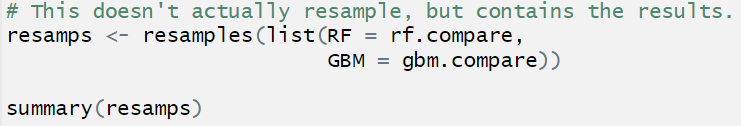 # This doesn't actually resample, but contains the results.
resamps <- resamples(list(RF = rf.compare,
                          GBM = gbm.compare))

summary(resamps)